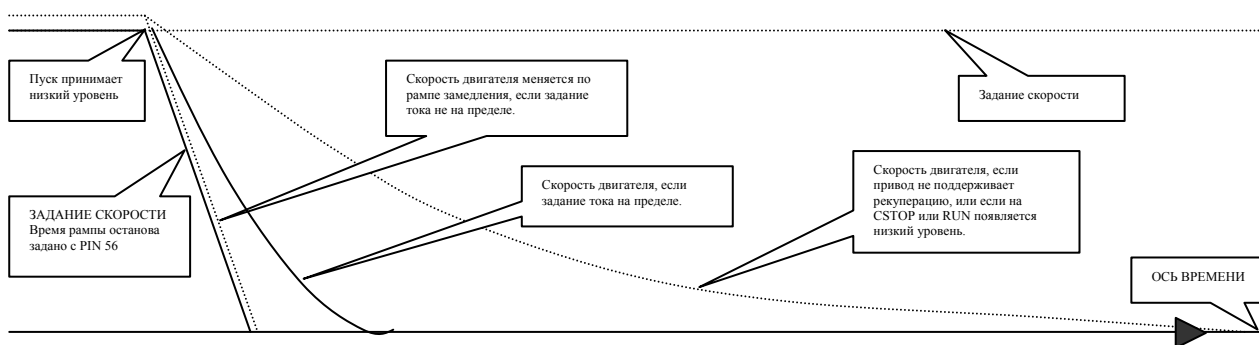 Пуск принимает
низкий уровень
Скорость двигателя меняется по
рампе замедления, если задание
тока не на пределе.
Задание скорости
ЗАДАНИЕ СКОРОСТИ
Время рампы останова
задано с PIN 56
Скорость двигателя, если
задание тока на пределе.
Скорость двигателя, если
привод не поддерживает
рекуперацию, или если на
CSTOP или RUN появляется
низкий уровень.
ОСЬ ВРЕМЕНИ